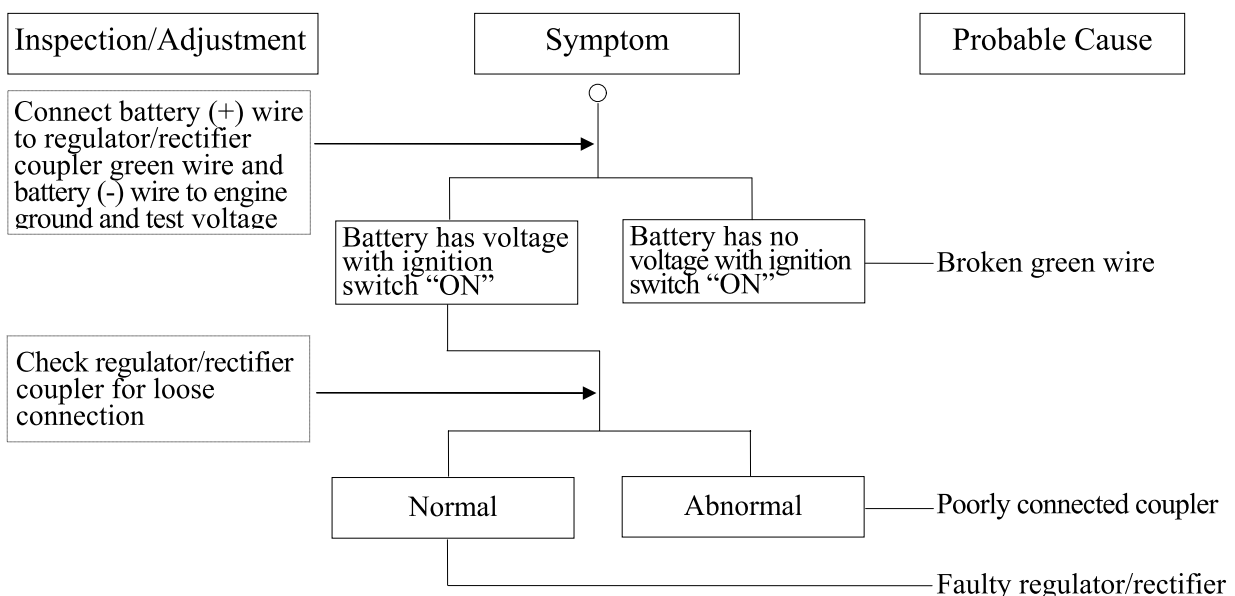 Inspection/Adjustment
Symptom
Probable Cause
Connect battery (+) wire
to regulator/rectifier
coupler green wire and
battery (-) wire to engine
ground and test voltage
Battery has voltage
with ignition
switch “ON”
Battery has no
voltage with ignition
switch “ON”
Broken green wire
Check regulator/rectifier
coupler for loose
connection
Normal
Abnormal
Poorly connected coupler
Faulty regulator/rectifier